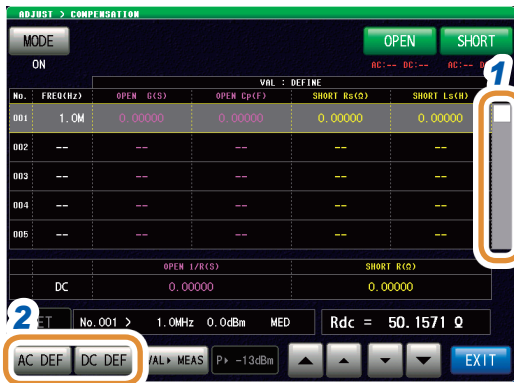 ADJUST > COMPENSATION
MODE
OPEN
SHORT
ON
AC:-- DC:--
AC:--
1
VAL : DEFINE
No. FREQ(Hz) OPEN G(S) OPEN Cp(F) SHORT Rs(Ω) SHORT Ls(H)
001 1.0M 0.00000 0.00000 0.00000 0.00000
002 -- -- -- -- --
003 -- -- -- -- --
004 -- -- -- -- --
005 -- -- -- -- --
OPEN 1/R(S) SHORT R(Ω)
DC 0.00000 0.00000
2
No.001 > 1.0MHz 0.0dBm MED
Rdc = 50.1571 Ω
AC DEF
DC DEF
VAL▸ MEAS
P▸ -13dBm
EXIT